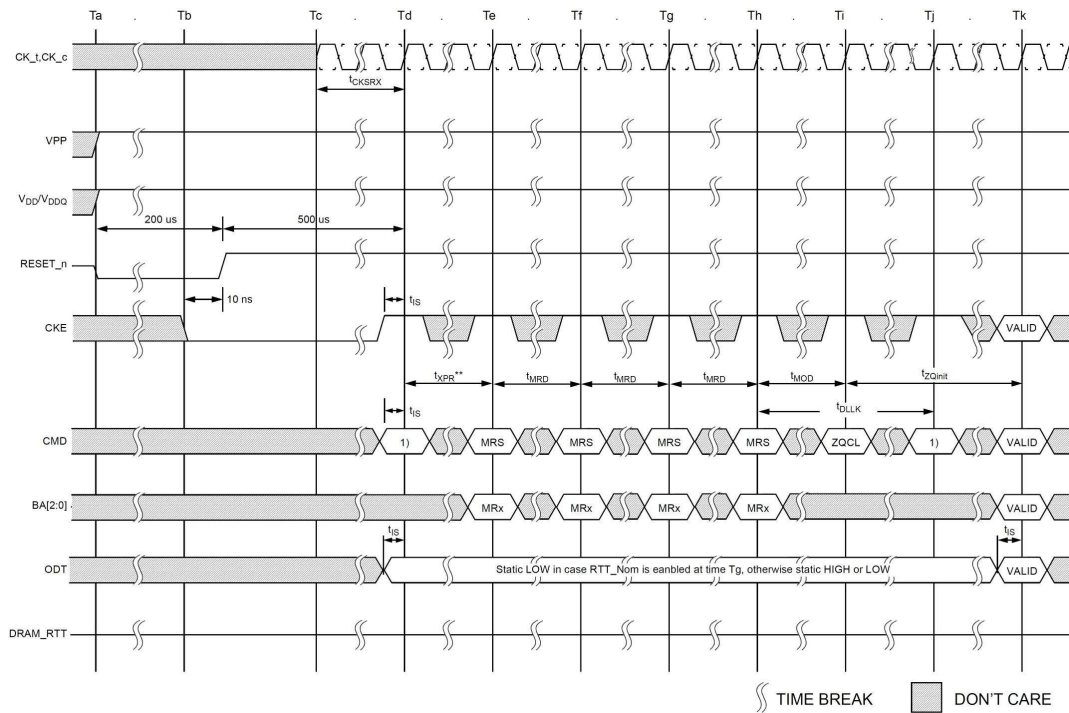 Ta . Tb Tc . Td . Te . Tf . Tg . Th . Ti . Tj . Tk .
CK_t,CK_c
tCKSRX
VPP
VDD/VDDQ
200 us 500 us
RESET_n
10 ns tIS
CKE VALID
tXPR** tMRD tMRD tMRD tMOD tZQinit
tIS tDLLK
CMD 1) MRS MRS MRS MRS ZQCL 1) VALID
BA[2:0] MRx MRx MRx MRx VALID
tIS tIS
ODT Static LOW in case RTT_Nom is eanbled at time Tg, otherwise static HIGH or LOW VALID
DRAM_RTT
TIME BREAK DON'T CARE